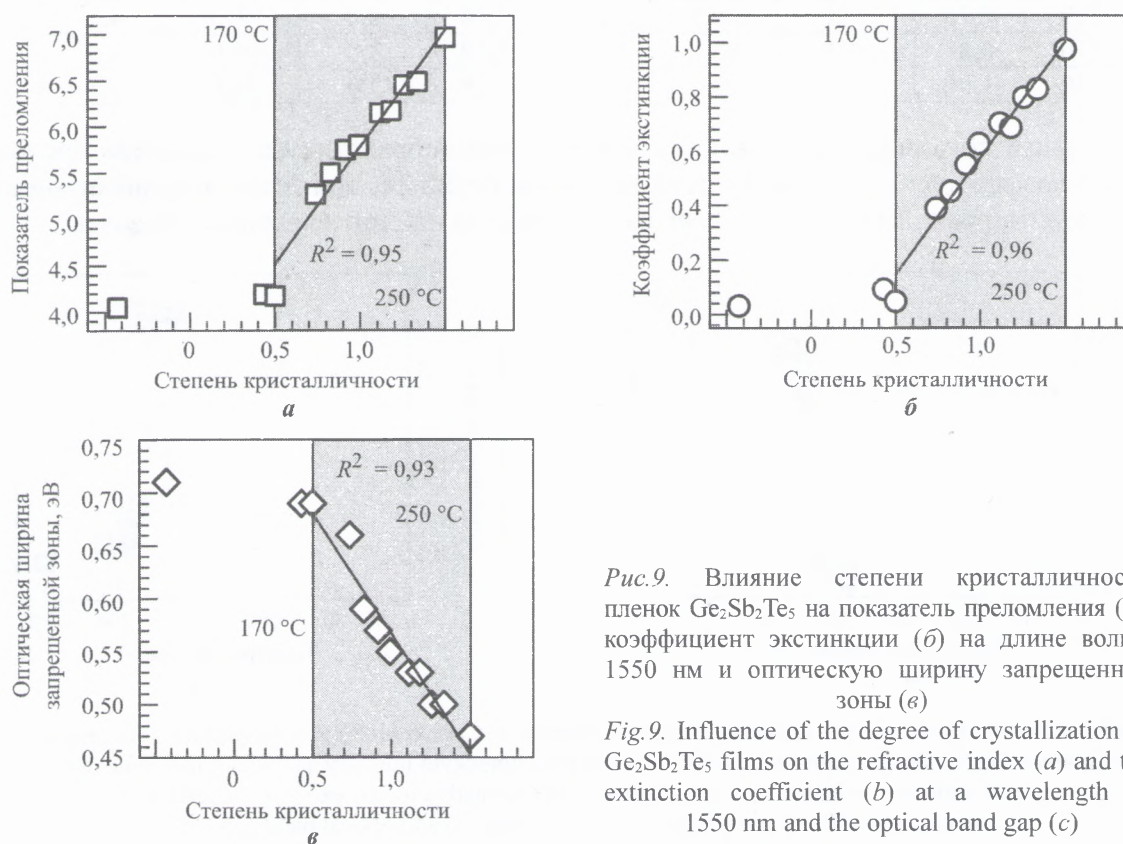 Показатель преломления
7,0
6,5
6,0
5,5
5,0
4,5
4,0
170 °C
R² = 0,95
250 °C
0 0,5 1,0
Степень кристалличности
а
Коэффициент экстинкции
1,0
0,8
0,6
0,4
0,2
0,0
170 °C
R² = 0,96
250 °C
0 0,5 1,0
Степень кристалличности
б
Оптическая ширина
запрещенной зоны, эВ
0,75
0,70
0,65
0,60
0,55
0,50
0,45
R² = 0,93
250 °C
170 °C
0 0,5 1,0
Степень кристалличности
в
Рис.9. Влияние степени кристалличнос
пленок Ge₂Sb₂Te₅ на показатель преломления (
коэффициент экстинкции (б) на длине волн
1550 нм и оптическую ширину запрещенн
зоны (в)
Fig.9. Influence of the degree of crystallization
Ge₂Sb₂Te₅ films on the refractive index (a) and t
extinction coefficient (b) at a wavelength
1550 nm and the optical band gap (c)